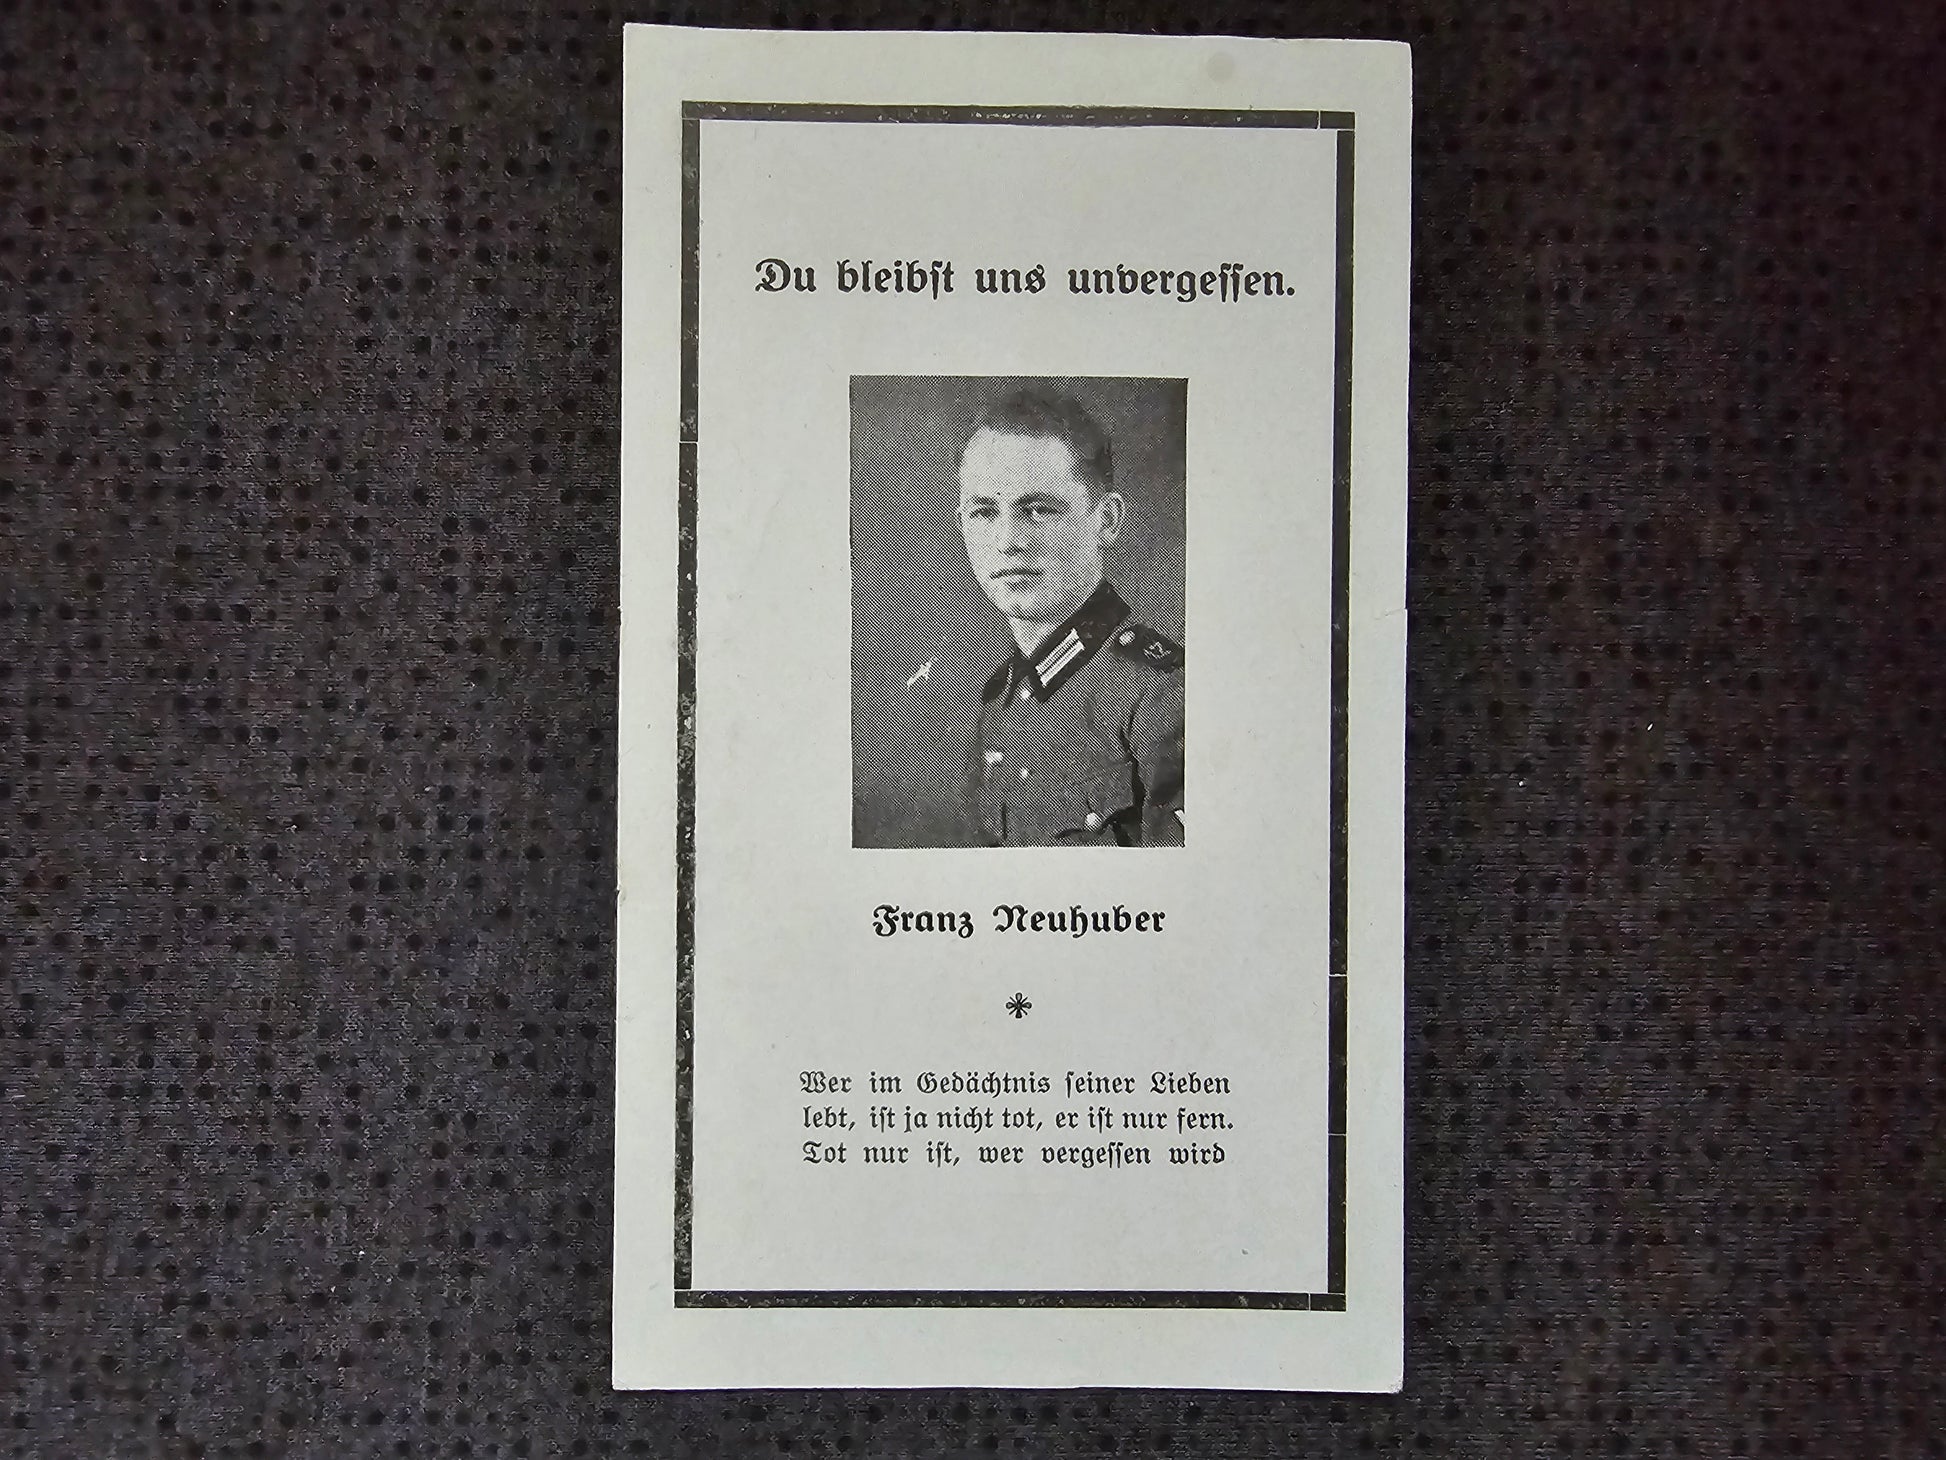 Du bleibst uns unvergessen.
Franz Neuhuber
Wer im Gedächtnis seiner Lieben
lebt, ist ja nicht tot, er ist nur fern.
Tot nur ist, wer vergessen wird